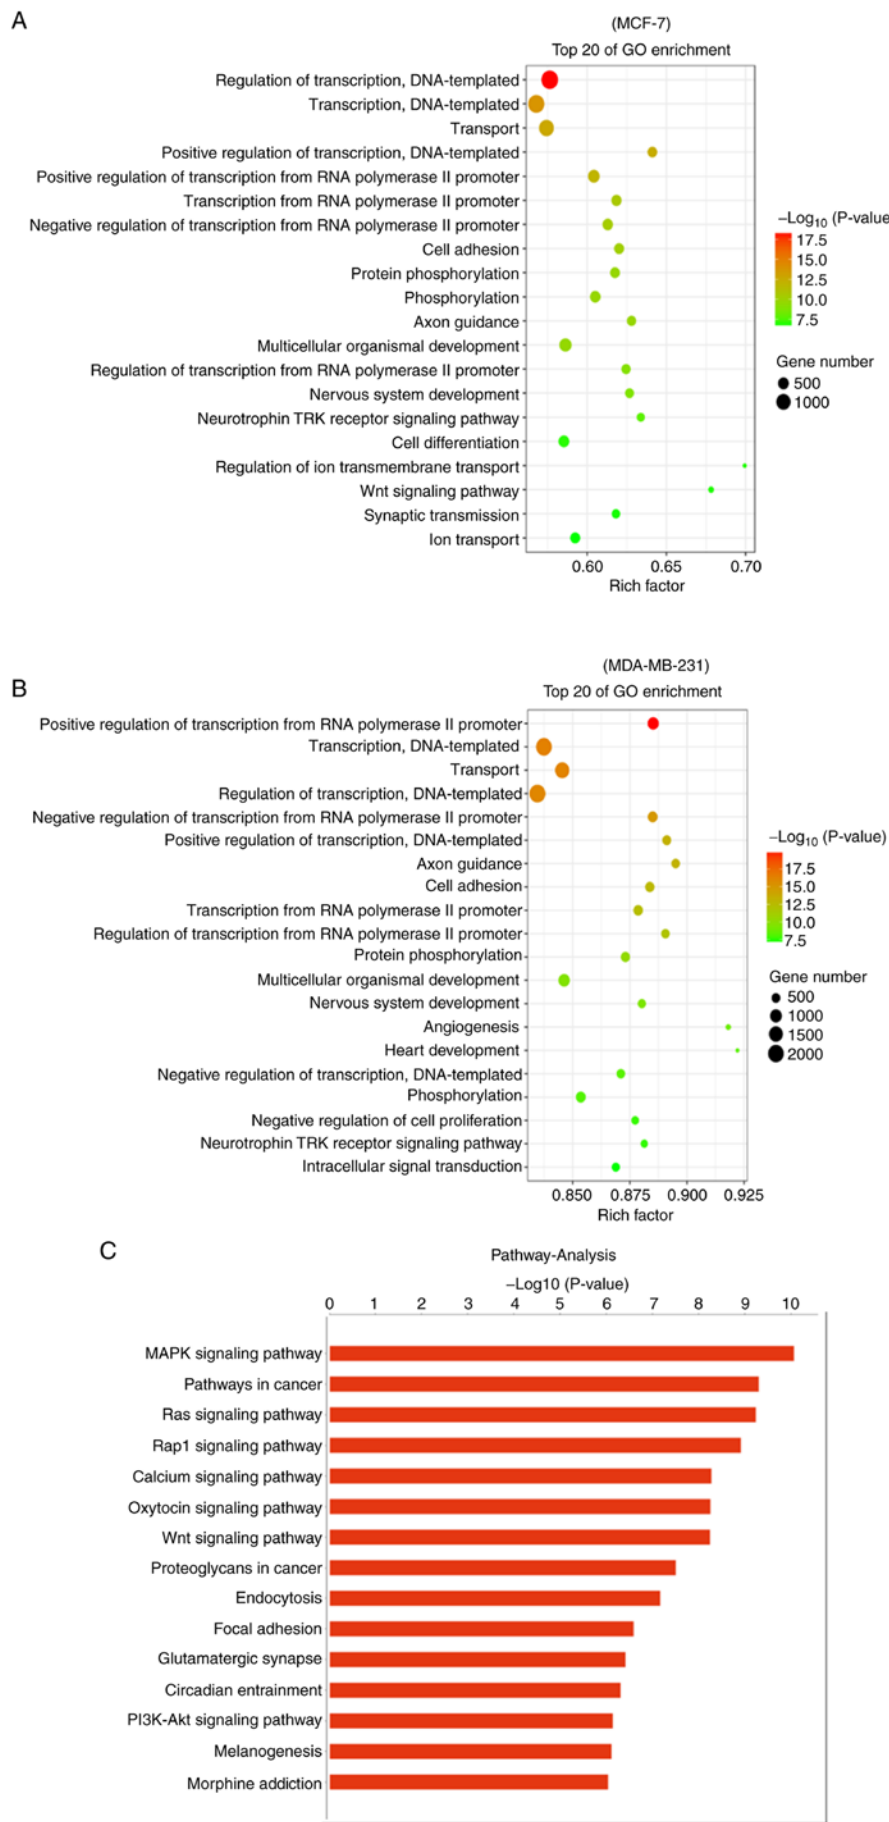 A
(MCF-7)
Top 20 of GO enrichment
Regulation of transcription, DNA-templated
Transcription, DNA-templated
Transport
Positive regulation of transcription, DNA-templated
Positive regulation of transcription from RNA polymerase II promoter
Transcription from RNA polymerase II promoter
Negative regulation of transcription from RNA polymerase II promoter
Cell adhesion
Protein phosphorylation
Phosphorylation
Axon guidance
Multicellular organismal development
Regulation of transcription from RNA polymerase II promoter
Nervous system development
Neurotrophin TRK receptor signaling pathway
Cell differentiation
Regulation of ion transmembrane transport
Wnt signaling pathway
Synaptic transmission
Ion transport
0.60 0.65 0.70
Rich factor
–Log10 (P-value
17.5
15.0
12.5
10.0
7.5
Gene number
500
1000
B
(MDA-MB-231)
Top 20 of GO enrichment
Positive regulation of transcription from RNA polymerase II promoter
Transcription, DNA-templated
Transport
Regulation of transcription, DNA-templated
Negative regulation of transcription from RNA polymerase II promoter
Positive regulation of transcription, DNA-templated
Axon guidance
Cell adhesion
Transcription from RNA polymerase II promoter
Regulation of transcription from RNA polymerase II promoter
Protein phosphorylation
Multicellular organismal development
Nervous system development
Angiogenesis
Heart development
Negative regulation of transcription, DNA-templated
Phosphorylation
Negative regulation of cell proliferation
Neurotrophin TRK receptor signaling pathway
Intracellular signal transduction
0.850 0.875 0.900 0.925
Rich factor
–Log10 (P-value)
17.5
15.0
12.5
10.0
7.5
Gene number
500
1000
1500
2000
C
Pathway-Analysis
–Log10 (P-value)
0 1 2 3 4 5 6 7 8 9 10
MAPK signaling pathway
Pathways in cancer
Ras signaling pathway
Rap1 signaling pathway
Calcium signaling pathway
Oxytocin signaling pathway
Wnt signaling pathway
Proteoglycans in cancer
Endocytosis
Focal adhesion
Glutamatergic synapse
Circadian entrainment
PI3K-Akt signaling pathway
Melanogenesis
Morphine addiction